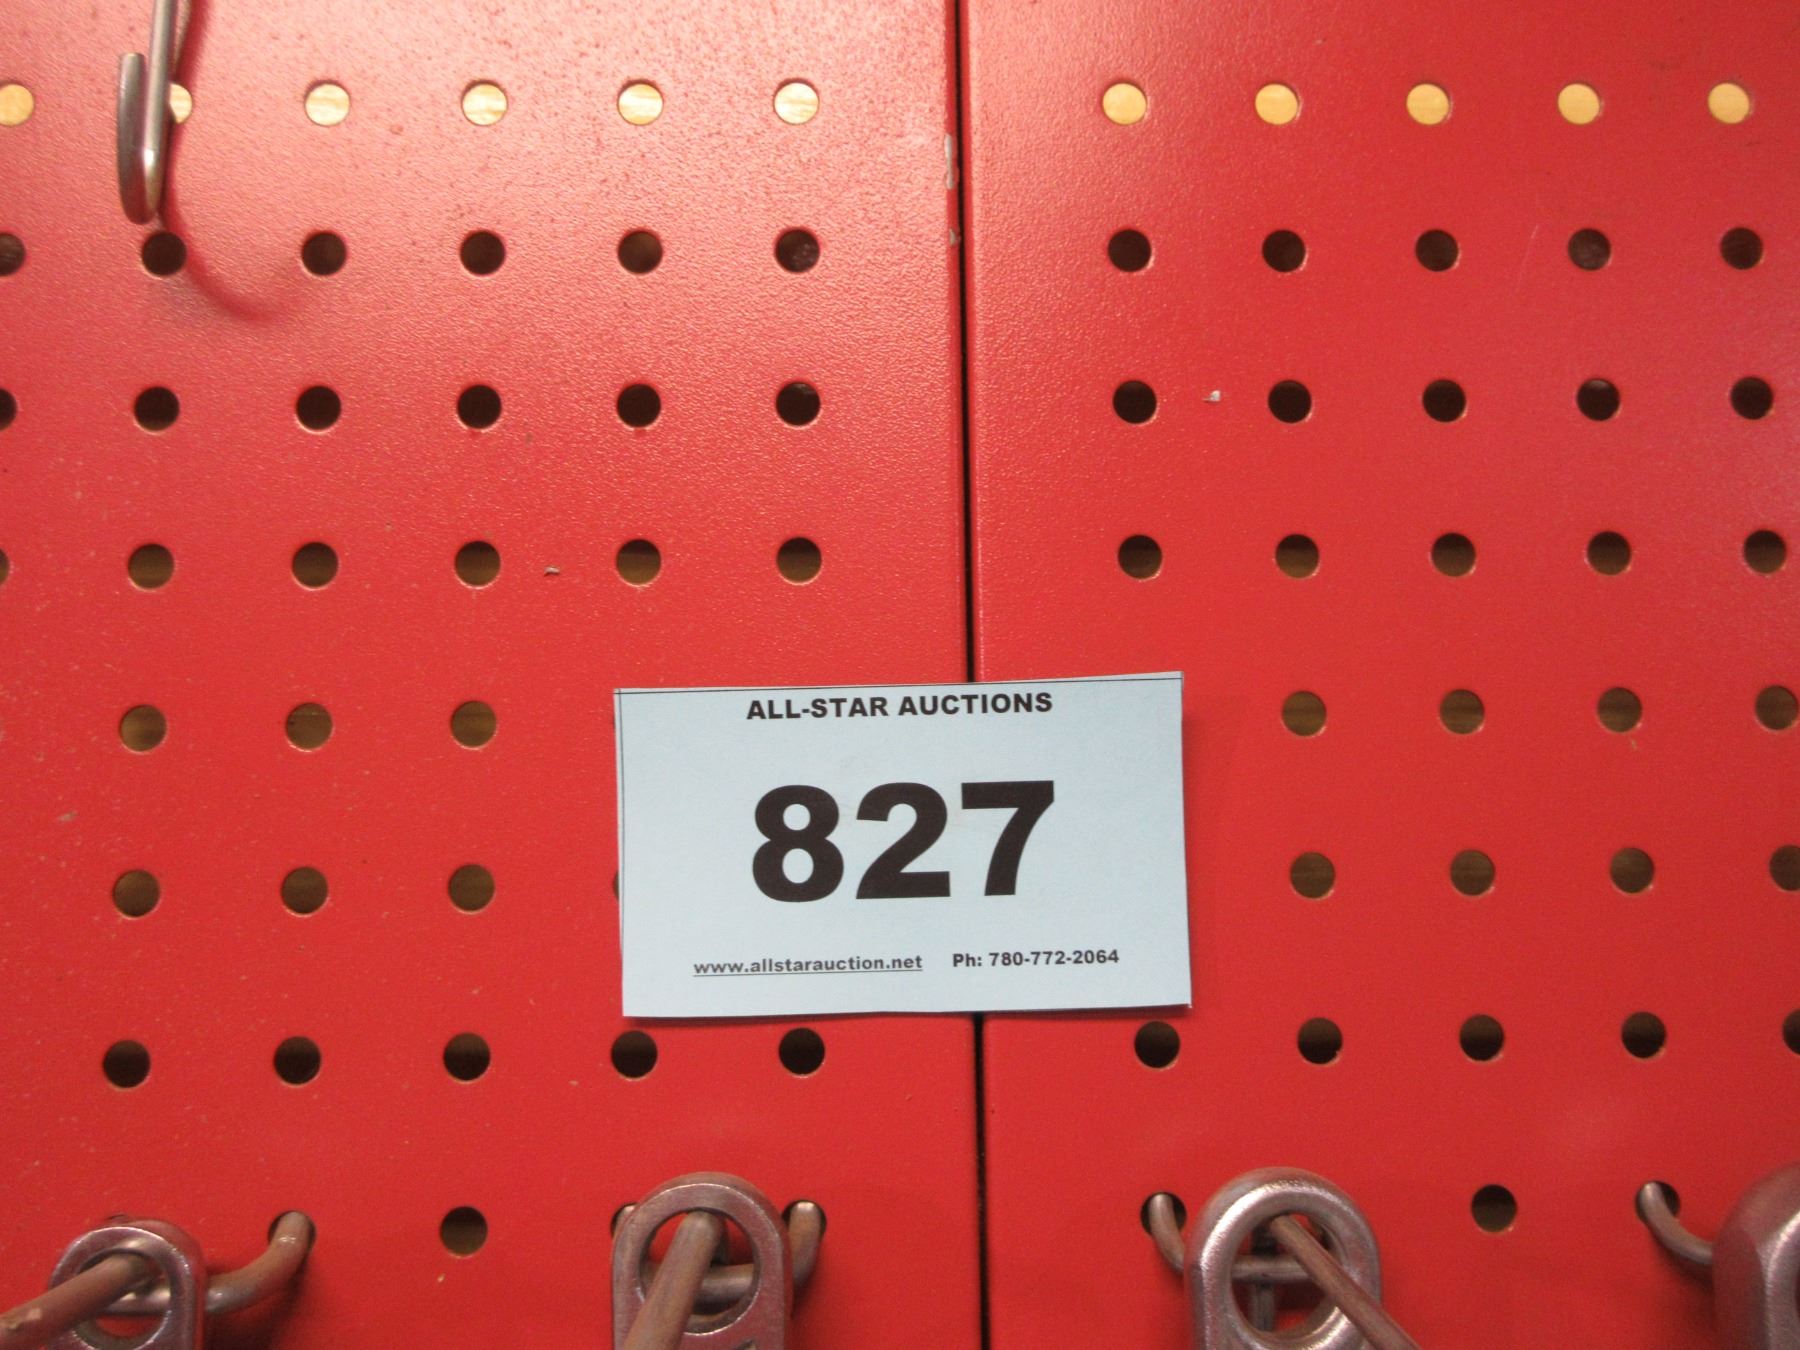 ALL-STAR AUCTIONS
827
www.allstarauction.net Ph: 780-772-2064